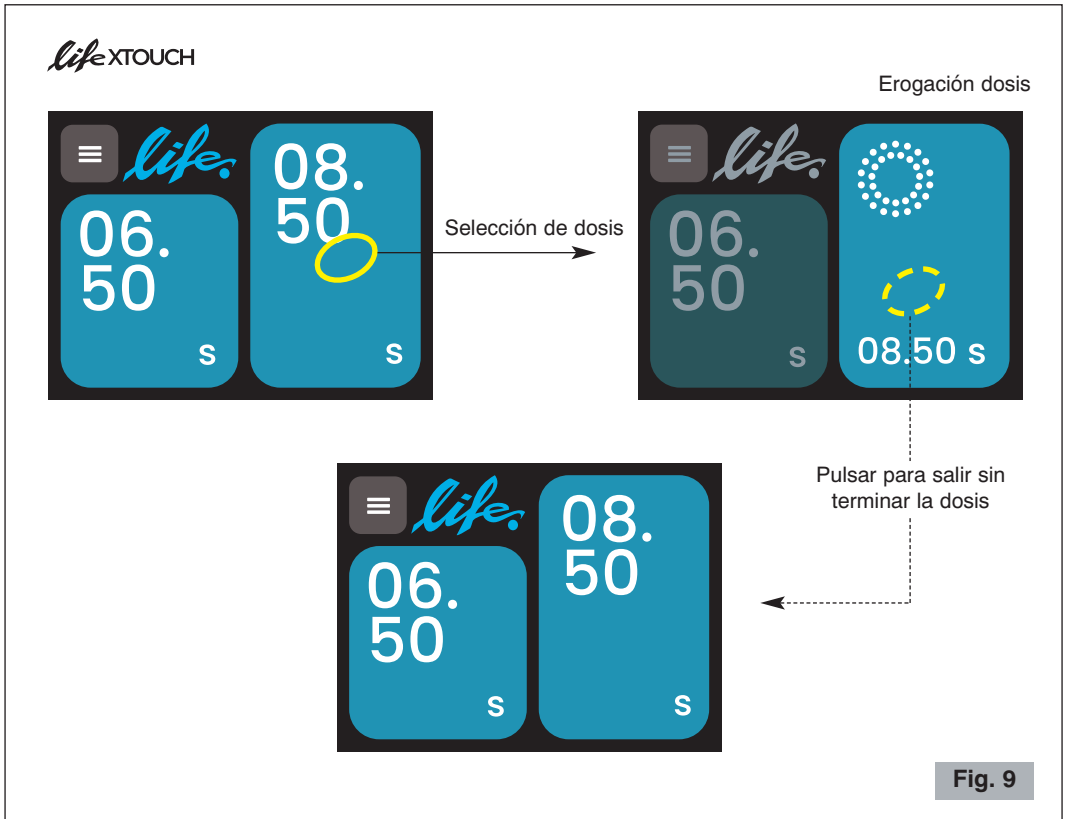 life XTOUCH
Erogación dosis
life.
08.
50
06.
50
s
s
Selección de dosis
life.
06.
50
s
08.50 s
Pulsar para salir sin
terminar la dosis
life.
08.
50
06.
50
s
s
Fig. 9